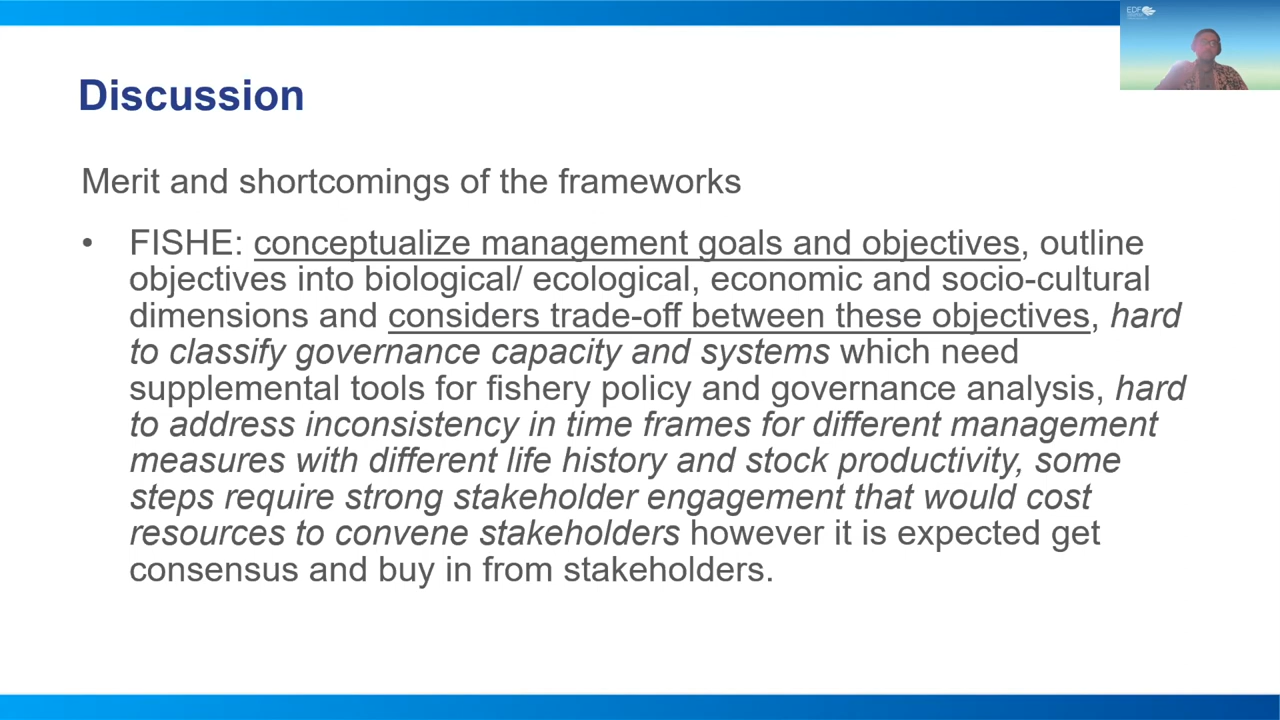 EDF
Discussion
Merit and shortcomings of the frameworks
• FISHE: conceptualize management goals and objectives, outline
objectives into biological/ ecological, economic and socio-cultural
dimensions and considers trade-off between these objectives, hard
to classify governance capacity and systems which need
supplemental tools for fishery policy and governance analysis, hard
to address inconsistency in time frames for different management
measures with different life history and stock productivity, some
steps require strong stakeholder engagement that would cost
resources to convene stakeholders however it is expected get
consensus and buy in from stakeholders.